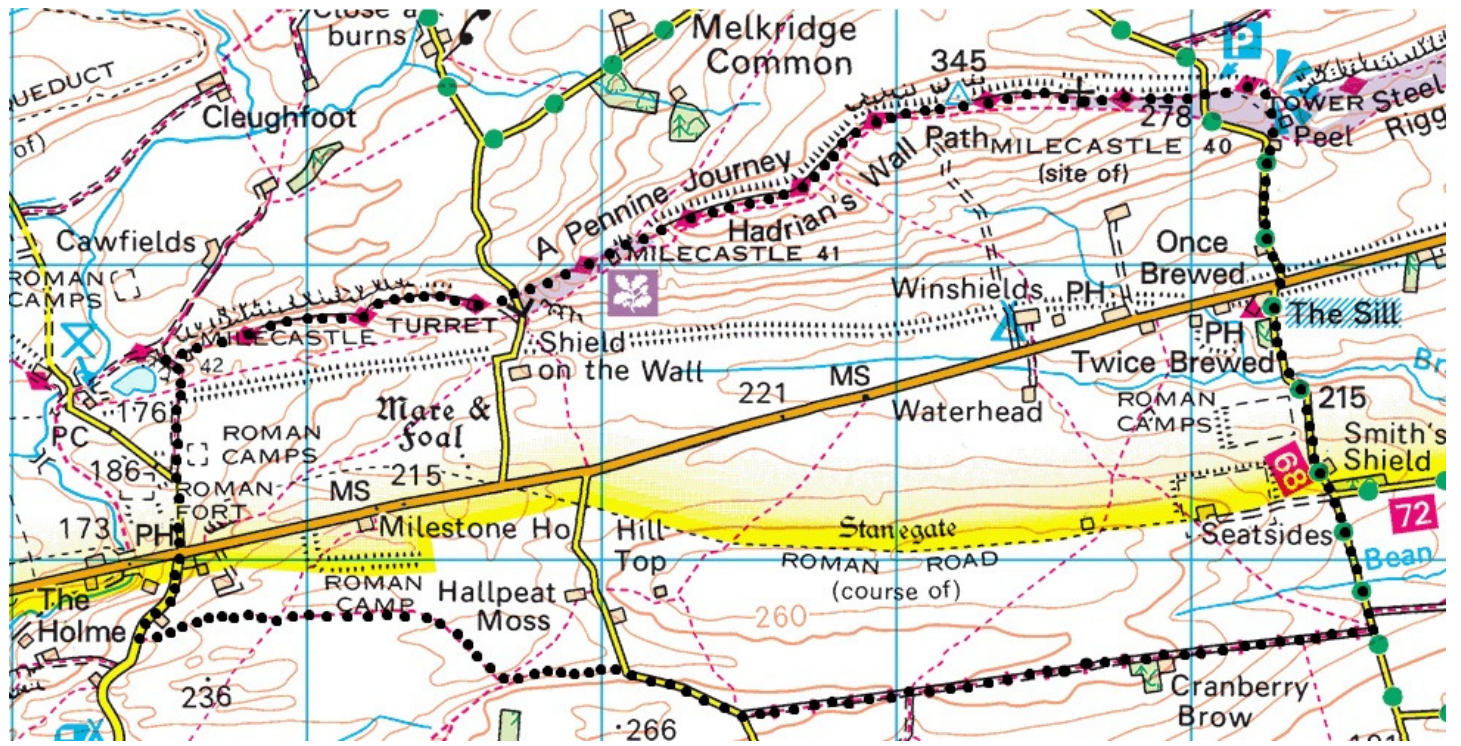 Close a
burns
Melkridge
Common
UEDUCT
Cleughfoot
of)
345
P
TOWER
Steel
Rigg
Peel
278
MILECASTLE 40
(site of)
A Pennine Journey
Hadrian's Wall Path
MILECASTLE 41
Cawfields
ROMAN
CAMPS
Once
Brewed
Winshields
PH
The Sill
PH
Twice Brewed
MILECASTLE
42
TURRET
Shield
on the Wall
Br
176
PC
Mare &
Foal
221
MS
Waterhead
ROMAN
CAMPS
215
Smith's
Shield
ROMAN
CAMPS
186
ROMAN
FORT
MS
215
68
72
173
PH
Milestone Ho
Hill
Top
Stanegate
ROMAN ROAD
(course of)
Seatsides
Bean
ROMAN
CAMP
The
Holme
Hallpeat
Moss
260
236
266
Cranberry
Brow